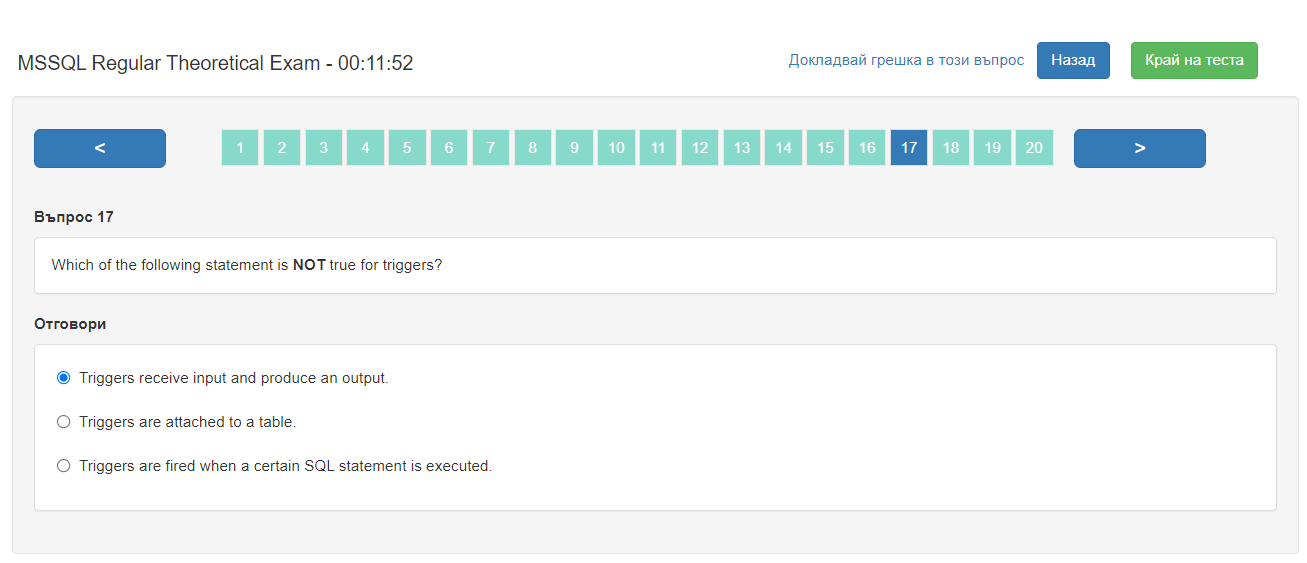 MSSQL Regular Theoretical Exam - 00:11:52
Докладвай грешка в този въпрос
Назад
Край на теста
< 1 2 3 4 5 6 7 8 9 10 11 12 13 14 15 16 17 18 19 20 >
Въпрос 17
Which of the following statement is NOT true for triggers?
Отговори
Triggers receive input and produce an output.
Triggers are attached to a table.
Triggers are fired when a certain SQL statement is executed.